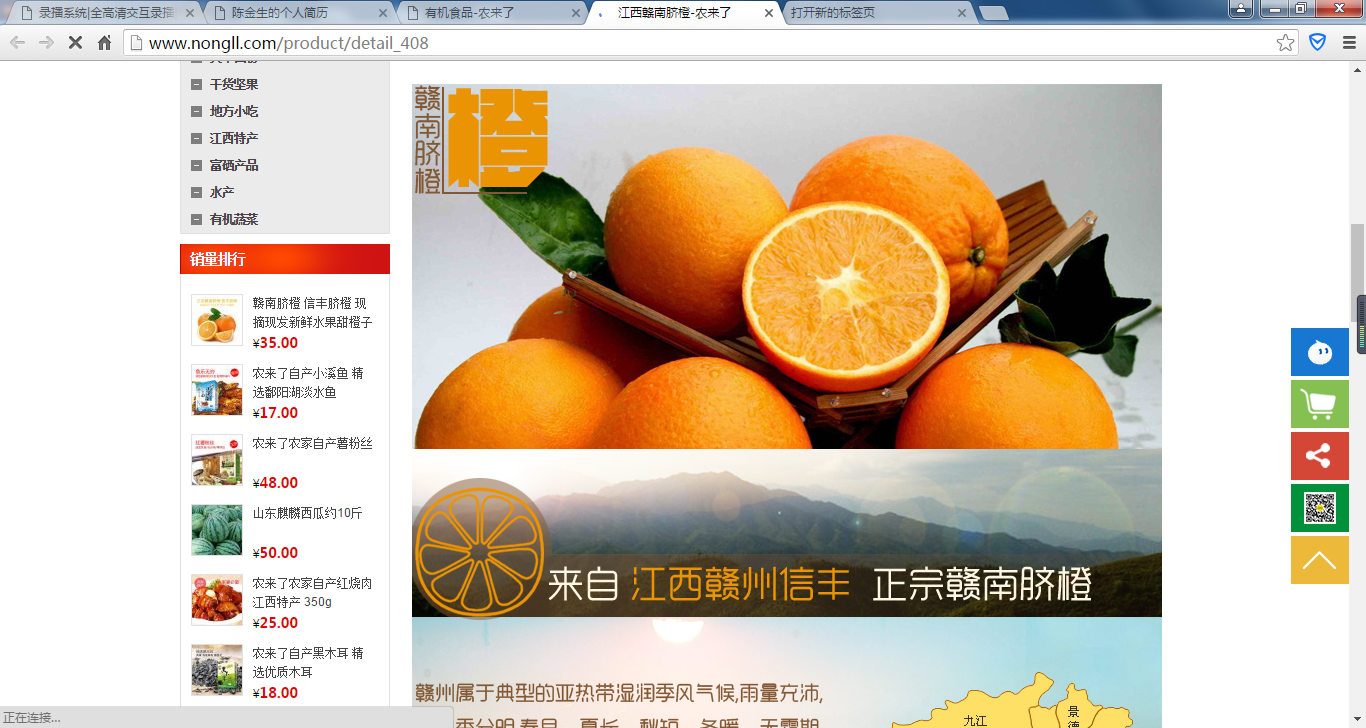 录播系统|全高清交互录播
陈金生的个人简历
有机食品-农来了
江西赣南脐橙-农来了
打开新的标签页
www.nongll.com/product/detail_408
干货坚果
地方小吃
江西特产
富硒产品
水产
有机蔬菜
销量排行
赣南脐橙 信丰脐橙 现
摘现发新鲜水果甜橙子
¥35.00
农来了自产小溪鱼 精
选鄱阳湖淡水鱼
¥17.00
农来了农家自产薯粉丝
¥48.00
山东麒麟西瓜约10斤
¥50.00
农来了农家自产红烧肉
江西特产 350g
¥25.00
农来了自产黑木耳 精
选优质木耳
¥18.00
正在连接...
赣南脐橙
橙
来自 江西赣州信丰 正宗赣南脐橙
赣州属于典型的亚热带湿润季风气候,雨量充沛,
九江
景
德